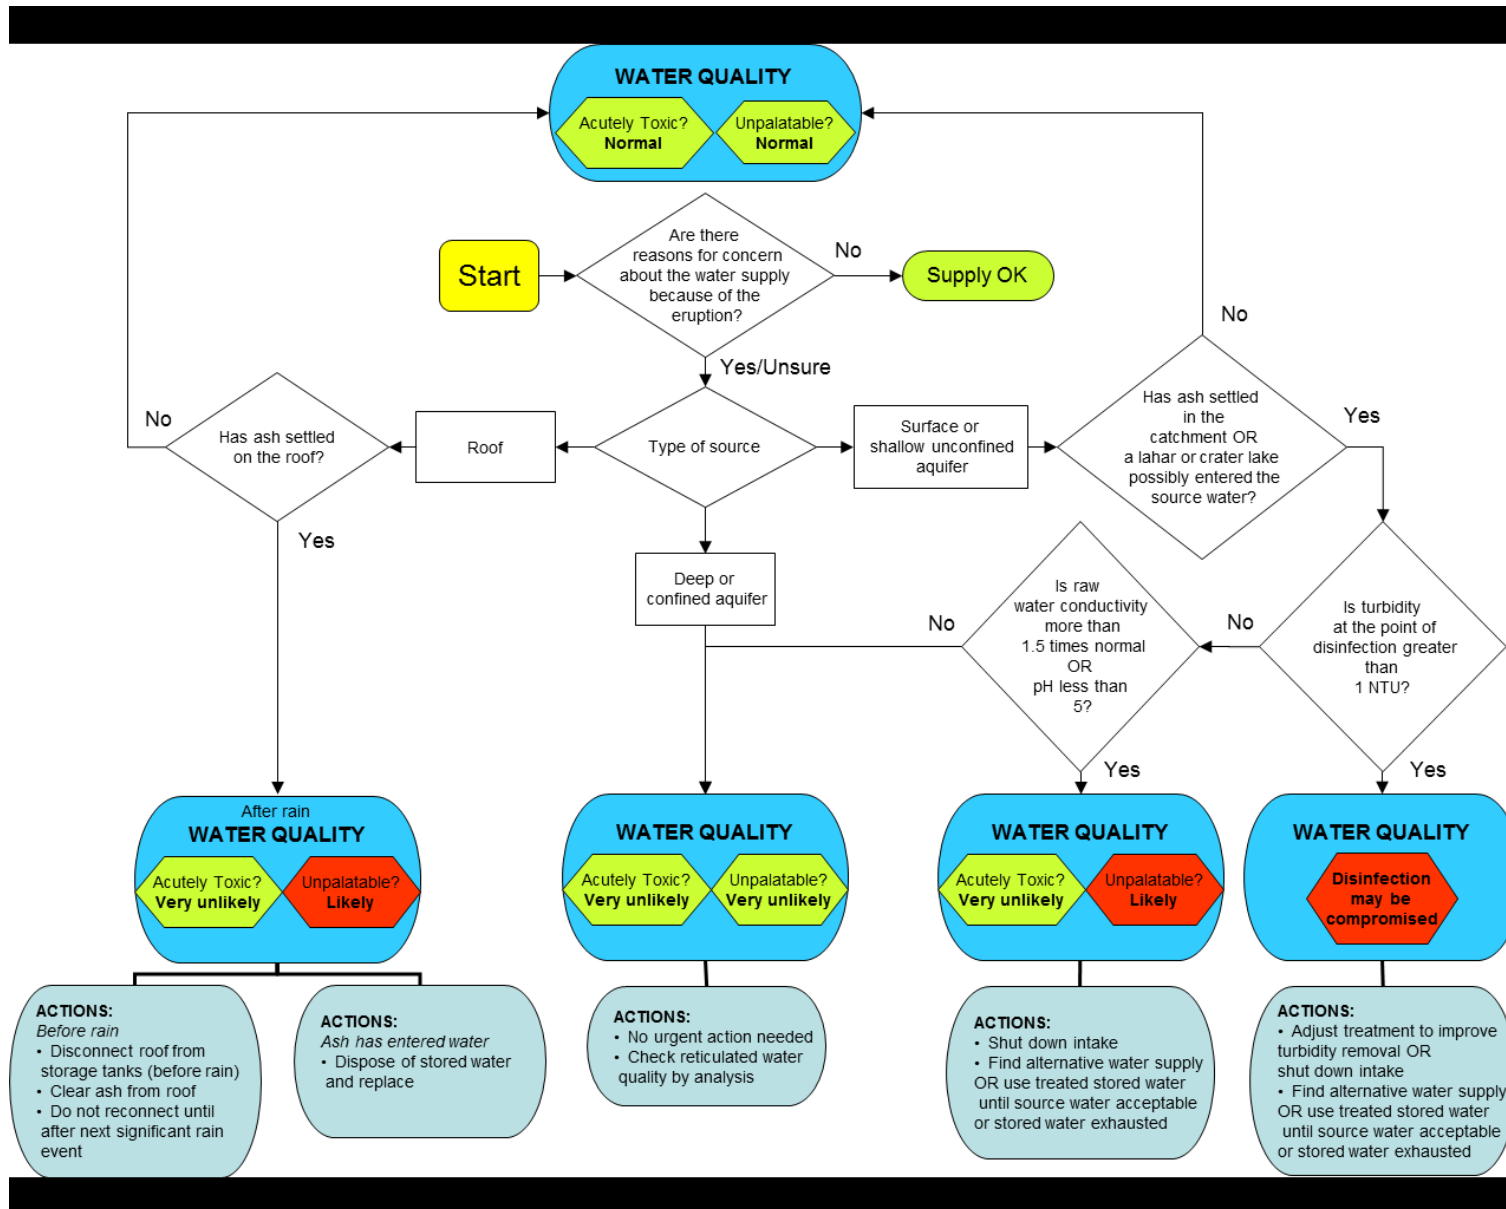 WATER QUALITY
Acutely Toxic?
Normal
Unpalatable?
Normal
Start
Are there
reasons for concern
about the water supply
because of the
eruption?
No
Supply OK
Yes/Unsure
No
Has ash settled
on the roof?
Yes
Roof
Type of source
Surface or
shallow unconfined
aquifer
No
Has ash settled
in the
catchment OR
a lahar or crater lake
possibly entered the
source water?
Yes
Deep or
confined aquifer
No
Is raw
water conductivity
more than
1.5 times normal
OR
pH less than
5?
Yes
No
Is turbidity
at the point of
disinfection greater
than
1 NTU?
Yes
After rain
WATER QUALITY
Acutely Toxic?
Very unlikely
Unpalatable?
Likely
WATER QUALITY
Acutely Toxic?
Very unlikely
Unpalatable?
Very unlikely
WATER QUALITY
Acutely Toxic?
Very unlikely
Unpalatable?
Likely
WATER QUALITY
Disinfection
may be
compromised
ACTIONS:
Before rain
• Disconnect roof from
storage tanks (before rain)
• Clear ash from roof
• Do not reconnect until
after next significant rain
event
ACTIONS:
Ash has entered water
• Dispose of stored water
and replace
ACTIONS:
• No urgent action needed
• Check reticulated water
quality by analysis
ACTIONS:
• Shut down intake
• Find alternative water supply
OR use treated stored water
until source water acceptable
or stored water exhausted
ACTIONS:
• Adjust treatment to improve
turbidity removal OR
shut down intake
• Find alternative water supply
OR use treated stored water
until source water acceptable
or stored water exhausted